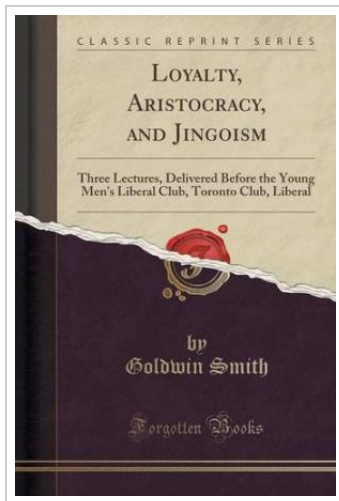 CLASSIC REPRINT SERIES
LOYALTY,
ARISTOCRACY,
AND JINGOISM
Three Lectures, Delivered Before the Young
Men's Liberal Club, Toronto Club, Liberal
by
Goldwin Smith
Forgotten Books